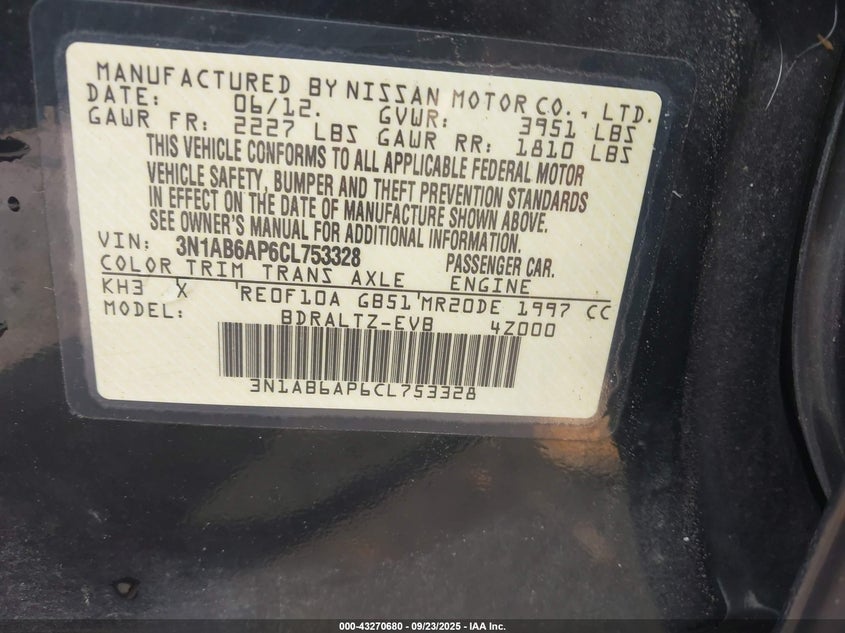 MANUFACTURED BY NISSAN MOTOR CO., LTD.
DATE: 06/12. GVWR: 3951 LBS
GAWR FR: 2227 LBS GAWR RR: 1810 LBS
THIS VEHICLE CONFORMS TO ALL APPLICABLE FEDERAL MOTOR
VEHICLE SAFETY, BUMPER AND THEFT PREVENTION STANDARDS
IN EFFECT ON THE DATE OF MANUFACTURE SHOWN ABOVE.
SEE OWNER'S MANUAL FOR ADDITIONAL INFORMATION.
VIN: 3N1AB6AP6CL753328 PASSENGER CAR.
COLOR TRIM TRANS AXLE ENGINE
KH3 X RE0F10A GB51 MR20DE 1997 CC
MODEL: BDRALTZ-EVB 4Z000
3N1AB6AP6CL753328
000-43270680 - 09/23/2025 - IAA Inc.